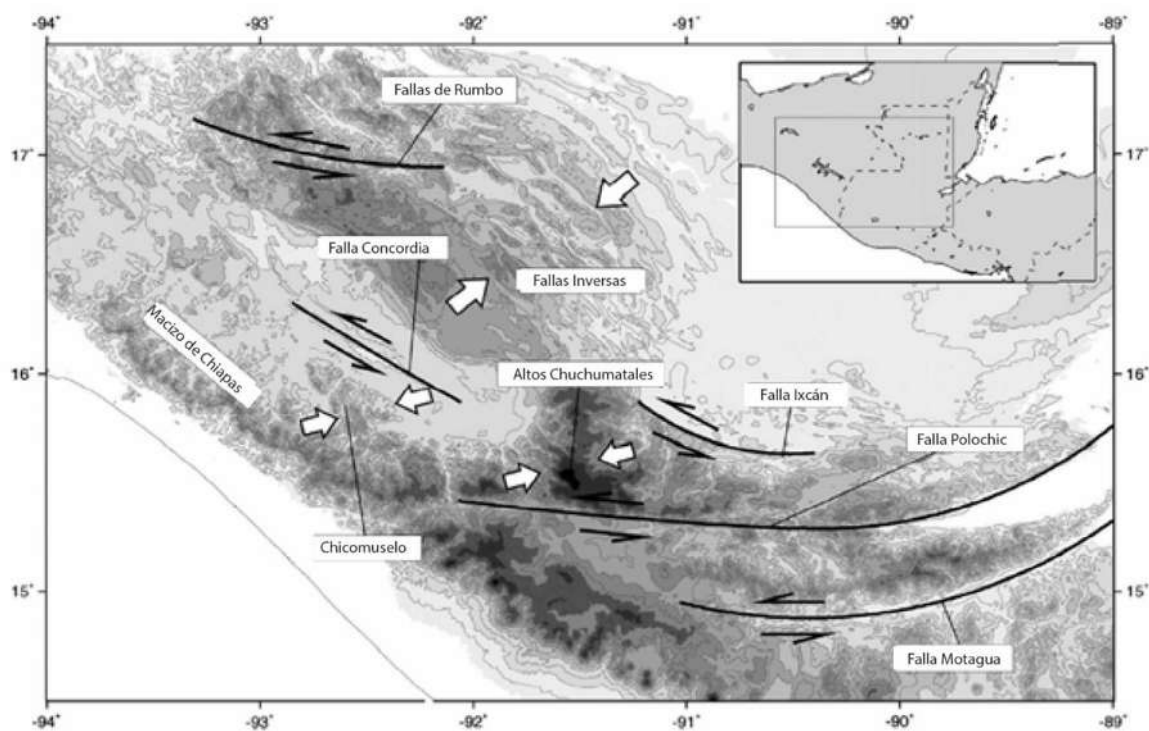 -94˚ -93˚ -92˚ -91˚ -90˚ -89˚
Fallas de Rumbo
17˚ 17˚
Falla Concordia
Fallas Inversas
Macizo de Chiapas
16˚ 16˚
Altos Chuchumatales
Falla Ixcán
Falla Polochic
Chicomuselo
15˚ 15˚
Falla Motagua
-94˚ -93˚ -92˚ -91˚ -90˚ -89˚